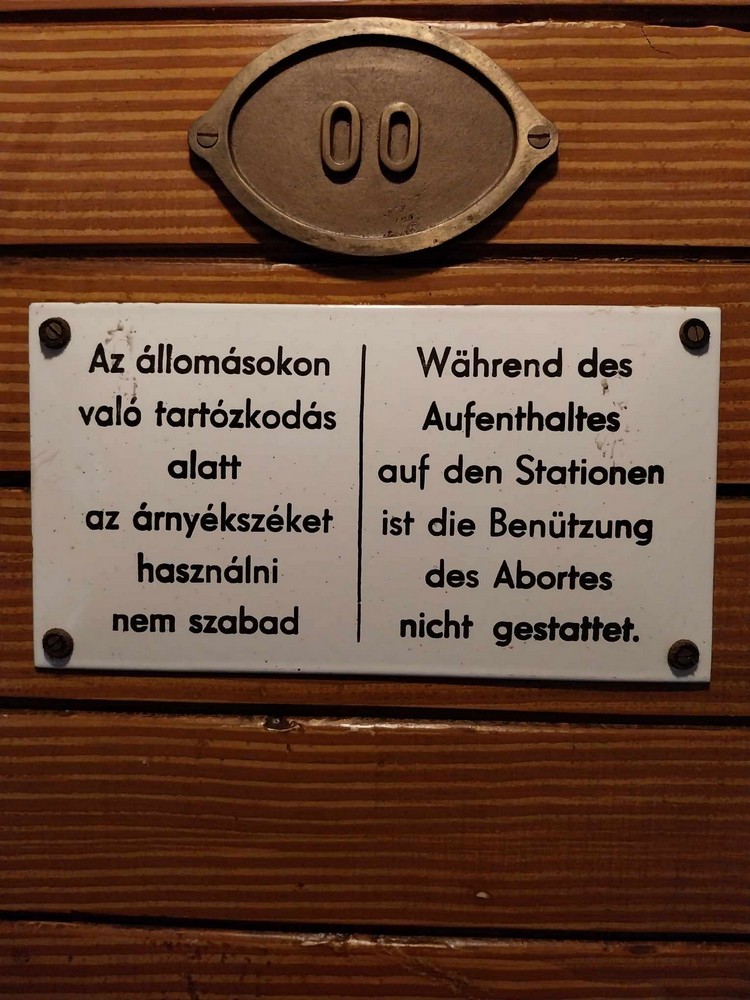 00
Az állomásokon
való tartózkodás
alatt
az árnyékszéket
használni
nem szabad
Während des
Aufenthaltes
auf den Stationen
ist die Benützung
des Abortes
nicht gestattet.